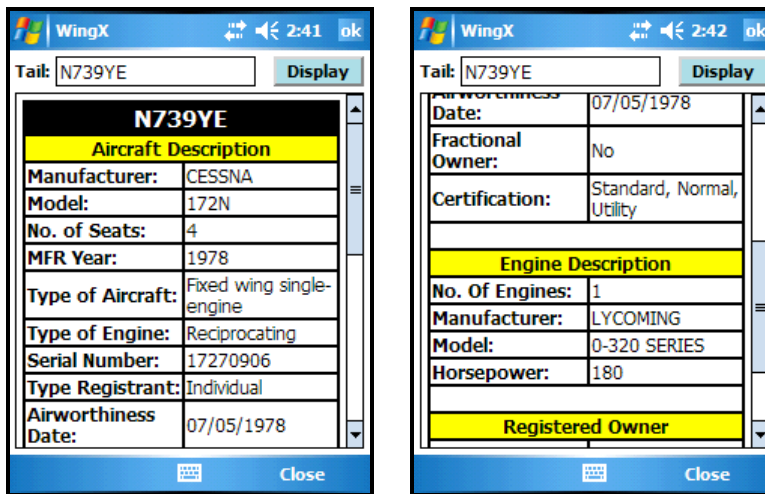 WingX 2:41 ok
Tail: N739YE Display
N739YE
Aircraft Description
Manufacturer: CESSNA
Model: 172N
No. of Seats: 4
MFR Year: 1978
Type of Aircraft: Fixed wing single-
engine
Type of Engine: Reciprocating
Serial Number: 17270906
Type Registrant: Individual
Airworthiness
Date: 07/05/1978
Close
WingX 2:42 ok
Tail: N739YE Display
Airworthiness
Date: 07/05/1978
Fractional
Owner: No
Certification: Standard, Normal,
Utility
Engine Description
No. Of Engines: 1
Manufacturer: LYCOMING
Model: 0-320 SERIES
Horsepower: 180
Registered Owner
Close